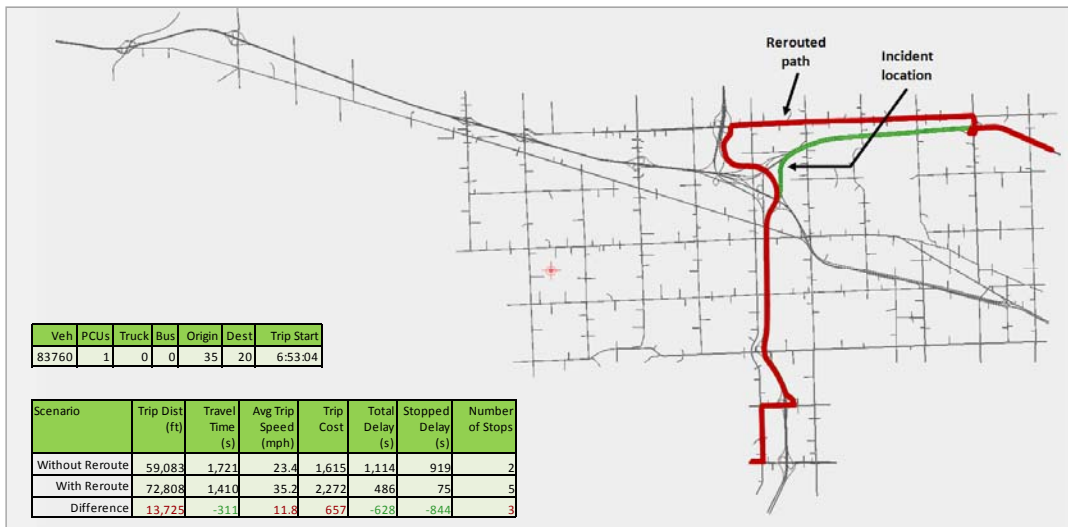 Rerouted
path
Incident
location
Veh PCUs Truck Bus Origin Dest Trip Start
83760 1 0 0 35 20 6:53:04
Scenario Trip Dist (ft) Travel Time (s) Avg Trip Speed (mph) Trip Cost Total Delay (s) Stopped Delay (s) Number of Stops
Without Reroute 59,083 1,721 23.4 1,615 1,114 919 2
With Reroute 72,808 1,410 35.2 2,272 486 75 5
Difference 13,725 -311 11.8 657 -628 -844 3